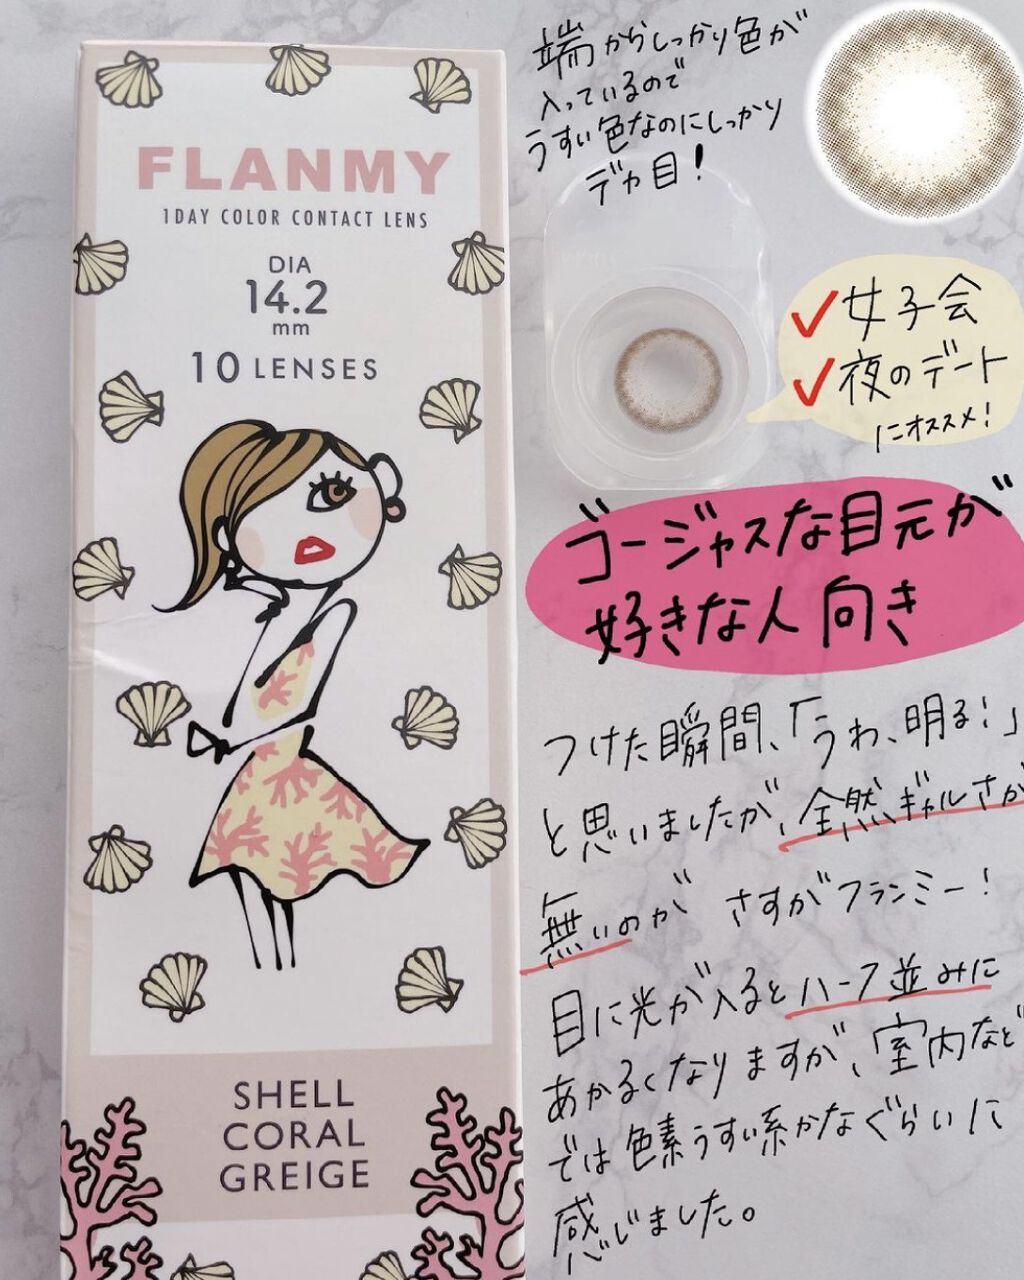 FLANMY
1DAY COLOR CONTACT LENS
DIA
14.2
mm
10 LENSES
SHELL
CORAL
GREIGE
端からしっかり色が
入っているので
うすい色なのにしっかり
デカ目!
✓女子会
✓夜のデート
にオススメ!
ゴージャスな目元が
好きな人向き
つけた瞬間、「うわ、明る!」
と思いましたが、全然ギャルさが
無いのが さすがフランミー!
目に光が入るとハーフ並みに
あかるくなりますが、室内など
では色素うすい系かなぐらいに
感じました。